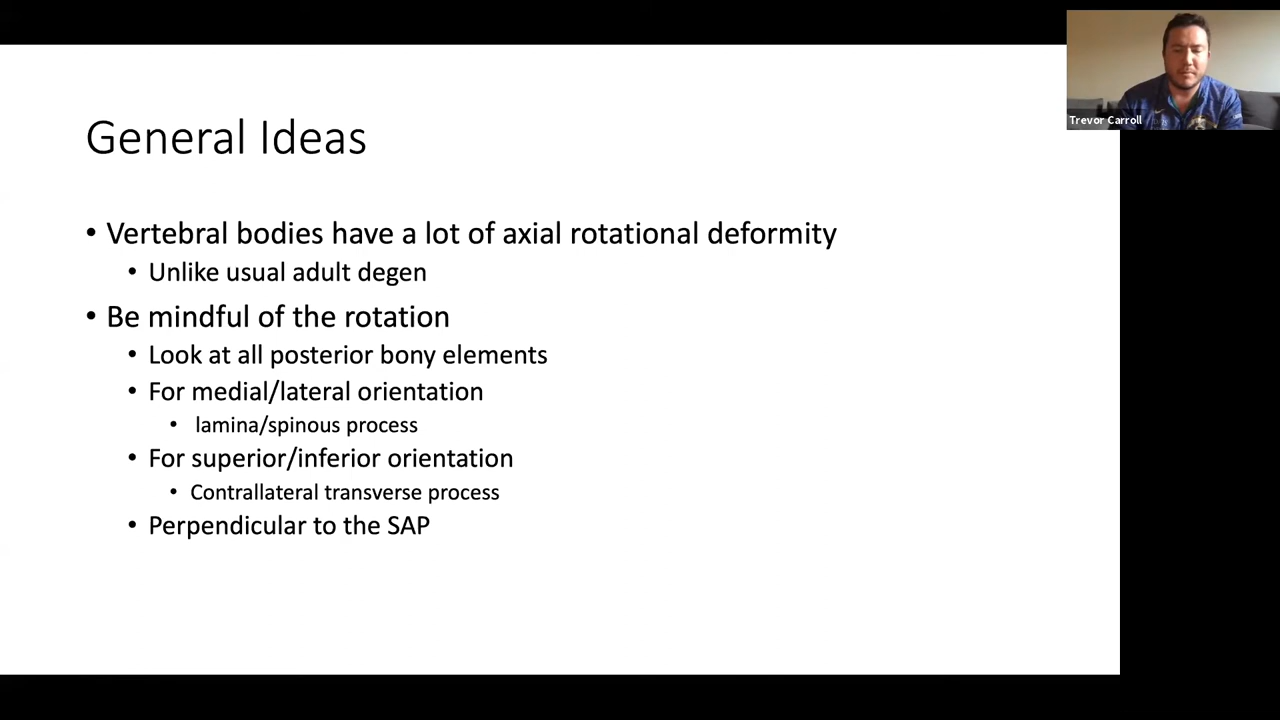 General Ideas
• Vertebral bodies have a lot of axial rotational deformity
• Unlike usual adult degen
• Be mindful of the rotation
• Look at all posterior bony elements
• For medial/lateral orientation
• lamina/spinous process
• For superior/inferior orientation
• Contrallateral transverse process
• Perpendicular to the SAP
Trevor Carroll